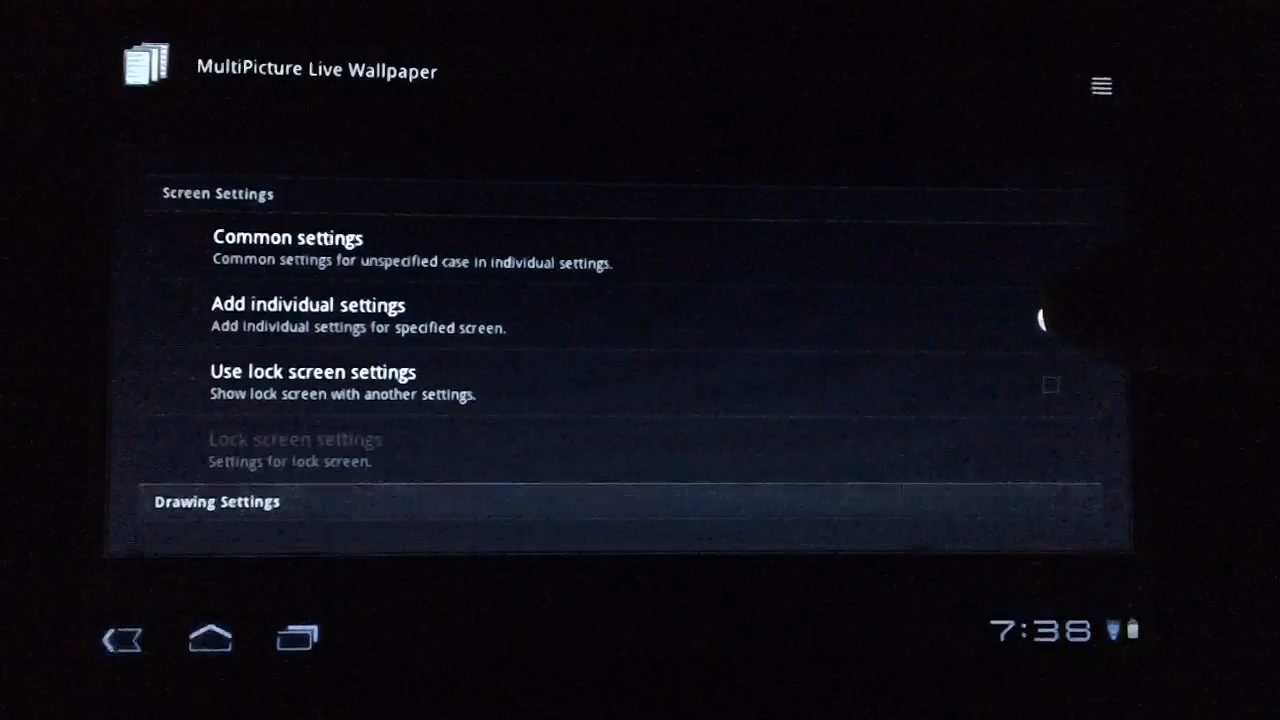 MultiPicture Live Wallpaper
Screen Settings
Common settings
Common settings for unspecified case in individual settings.
Add individual settings
Add individual settings for specified screen.
Use lock screen settings
Show lock screen with another settings.
Lock screen settings
Settings for lock screen.
Drawing Settings
7:38